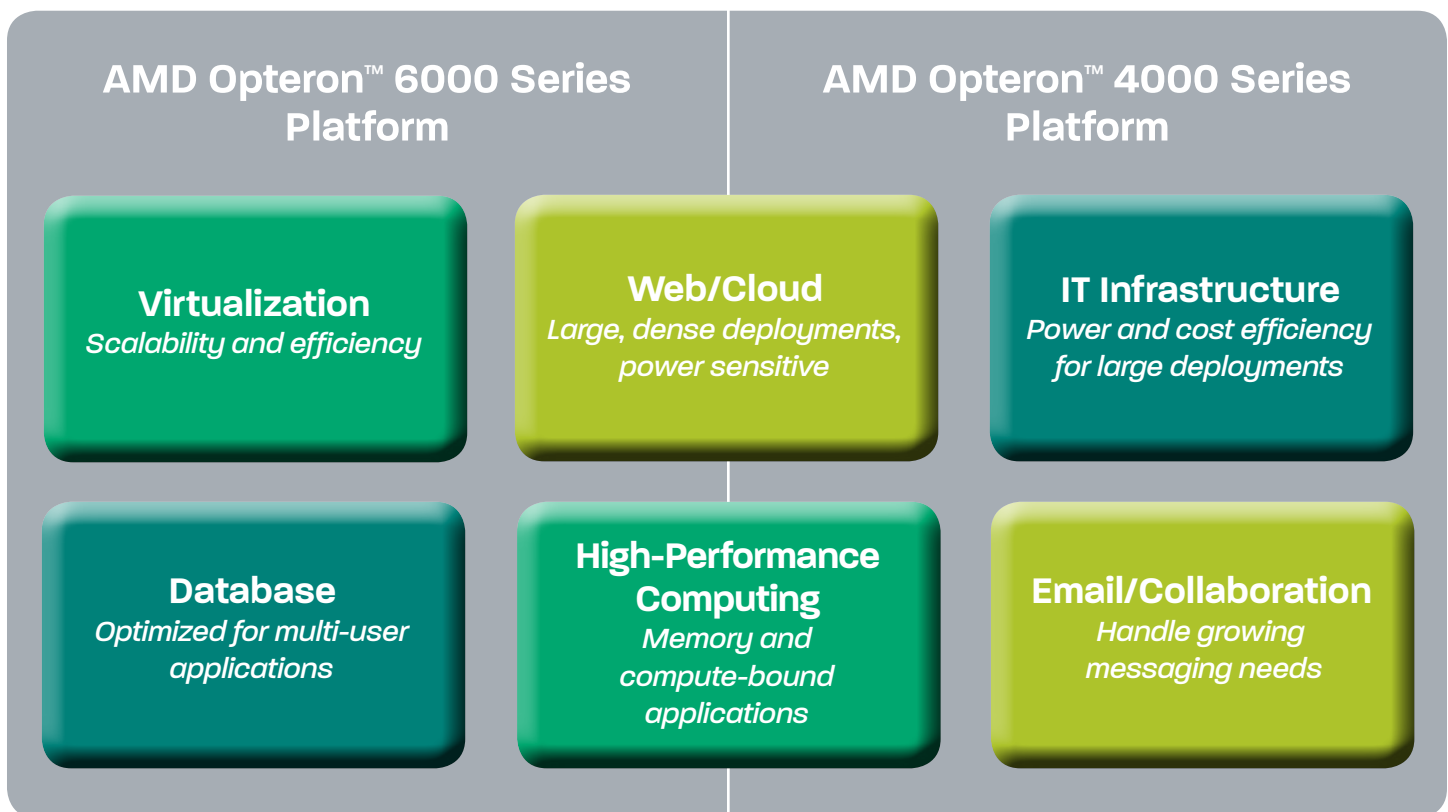 AMD Opteron™ 6000 Series
Platform
AMD Opteron™ 4000 Series
Platform
Virtualization
Scalability and efficiency
Web/Cloud
Large, dense deployments,
power sensitive
IT Infrastructure
Power and cost efficiency
for large deployments
Database
Optimized for multi-user
applications
High-Performance
Computing
Memory and
compute-bound
applications
Email/Collaboration
Handle growing
messaging needs